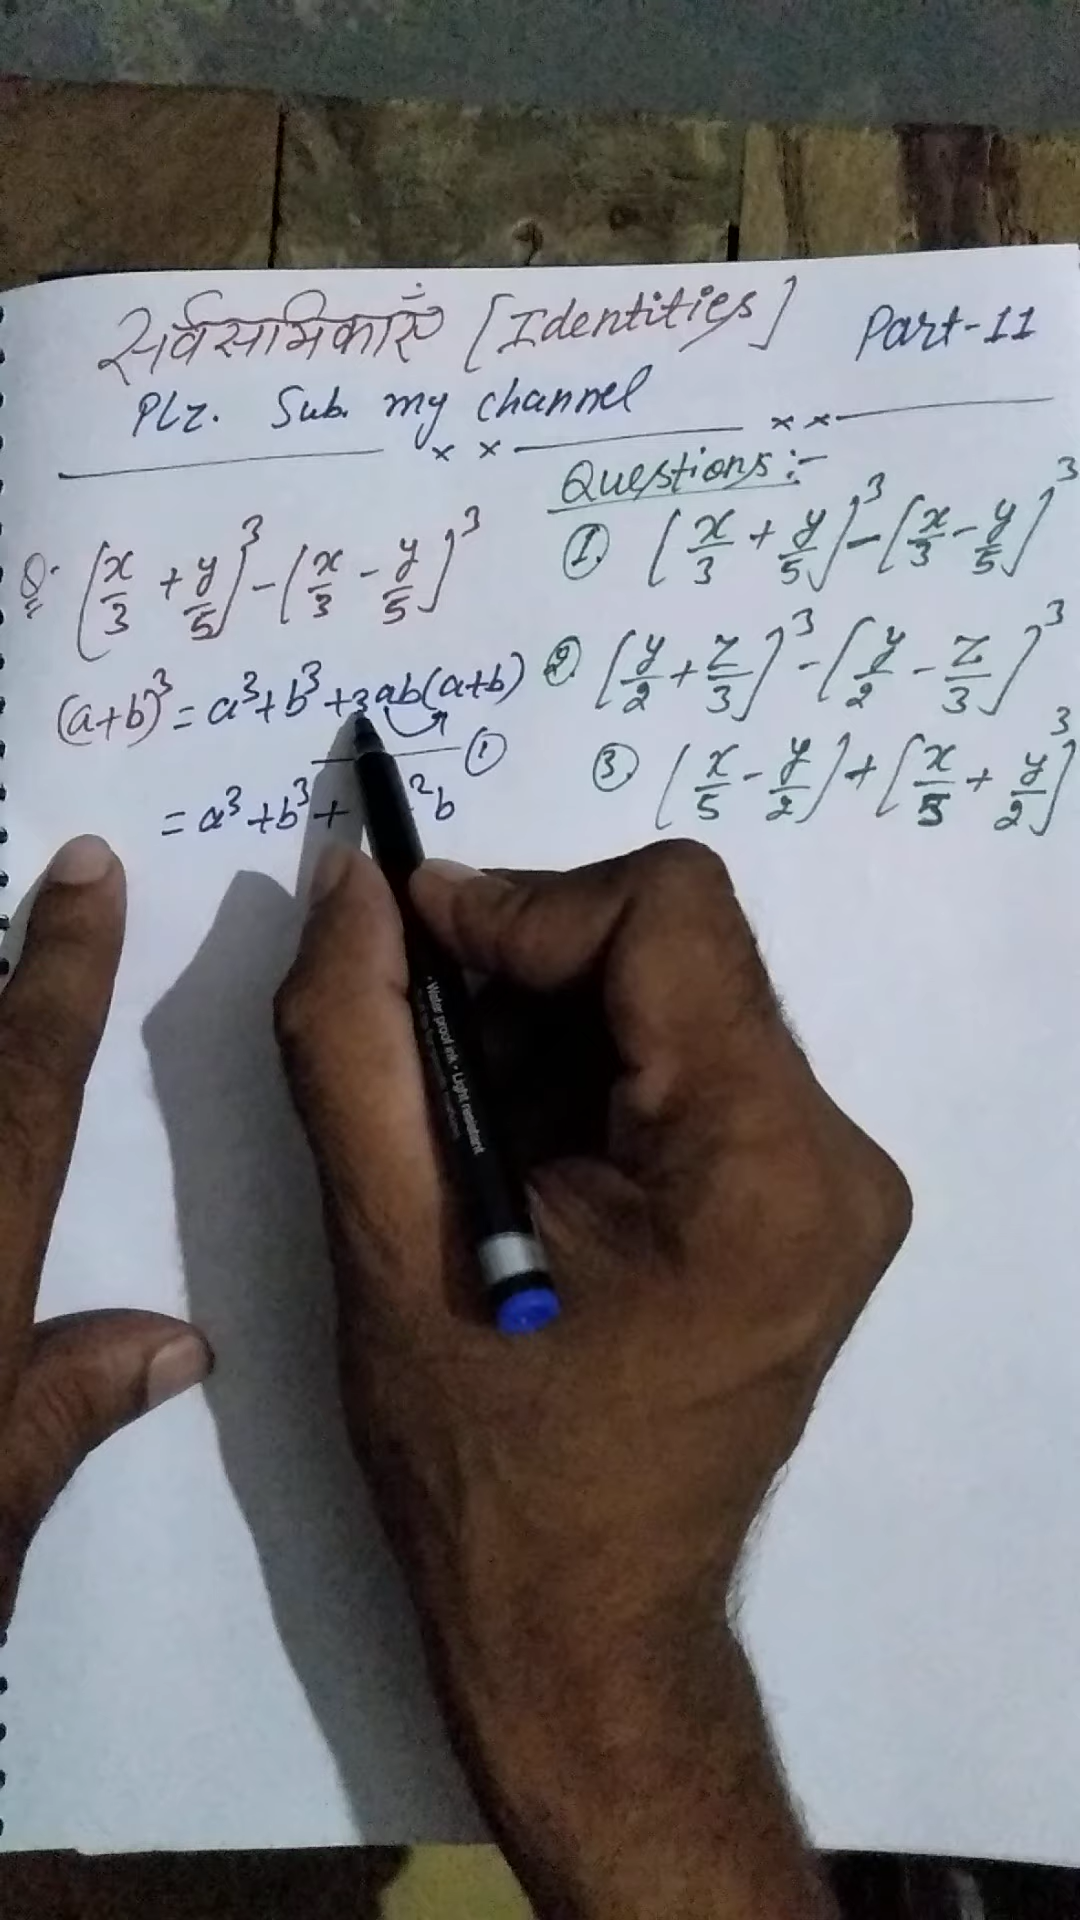 सर्वसमिकाएँ [Identities] Part-11
Plz. Sub. my channel
Q. [x/3 + y/5]³ - [x/3 - y/5]³
(a+b)³ = a³+b³+3ab(a+b)
①
= a³+b³+ ²b
Questions:-
①. [x/3 + y/5]³ - [x/3 - y/5]³
②. [y/2 + z/3]³ - [y/2 - z/3]³
③. [x/5 - y/2] + [x/5 + y/2]³
• Water proof ink • Light resistant